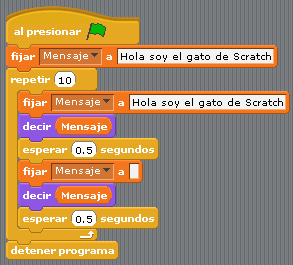 al presionar
fijar Mensaje a Hola soy el gato de Scratch
repetir 10
fijar Mensaje a Hola soy el gato de Scratch
decir Mensaje
esperar 0.5 segundos
fijar Mensaje a
decir Mensaje
esperar 0.5 segundos
detener programa